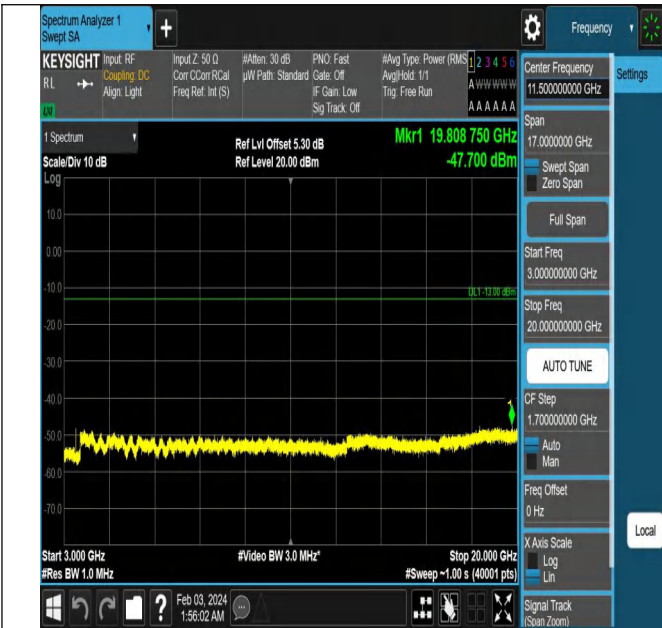 Spectrum Analyzer 1
Swept SA
+
Frequency
KEYSIGHT
RL
Input: RF
Coupling: DC
Align: Light
Input Z: 50 Ω
Corr CCorr RCal
Freq Ref: Int (S)
#Atten: 30 dB
µW Path: Standard
PNO: Fast
Gate: Off
IF Gain: Low
Sig Track: Off
#Avg Type: Power (RMS
Avg|Hold: 1/1
Trig: Free Run
1 2 3 4 5 6
A W W W W W
A A A A A A
1 Spectrum
Scale/Div 10 dB
Log
Ref Lvl Offset 5.30 dB
Ref Level 20.00 dBm
Mkr1 19.808 750 GHz
-47.700 dBm
10.0
0.00
-10.0
DL1 -13.00 dBm
-20.0
-30.0
-40.0
1
-50.0
-60.0
-70.0
Start 3.000 GHz
#Res BW 1.0 MHz
#Video BW 3.0 MHz*
Stop 20.000 GHz
#Sweep ~1.00 s (40001 pts)
?
Feb 03, 2024
1:56:02 AM
Center Frequency
11.500000000 GHz
Span
17.0000000 GHz
Swept Span
Zero Span
Full Span
Start Freq
3.000000000 GHz
Stop Freq
20.000000000 GHz
AUTO TUNE
CF Step
1.700000000 GHz
Auto
Man
Freq Offset
0 Hz
X Axis Scale
Log
Lin
Signal Track
(Span Zoom)
Settings
Local